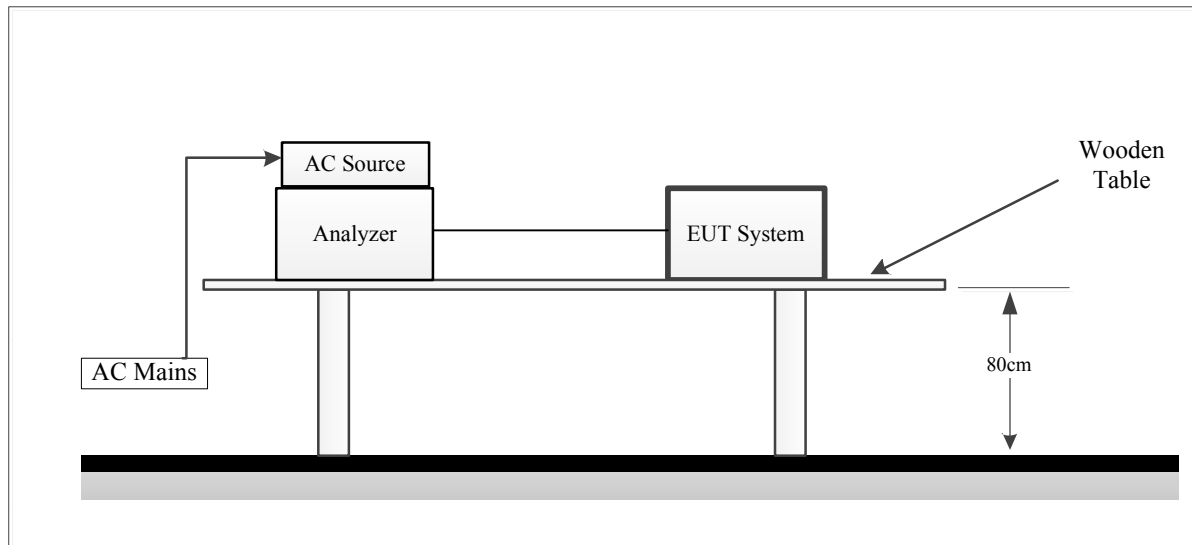 AC Source
Wooden
Table
Analyzer
EUT System
AC Mains
80cm